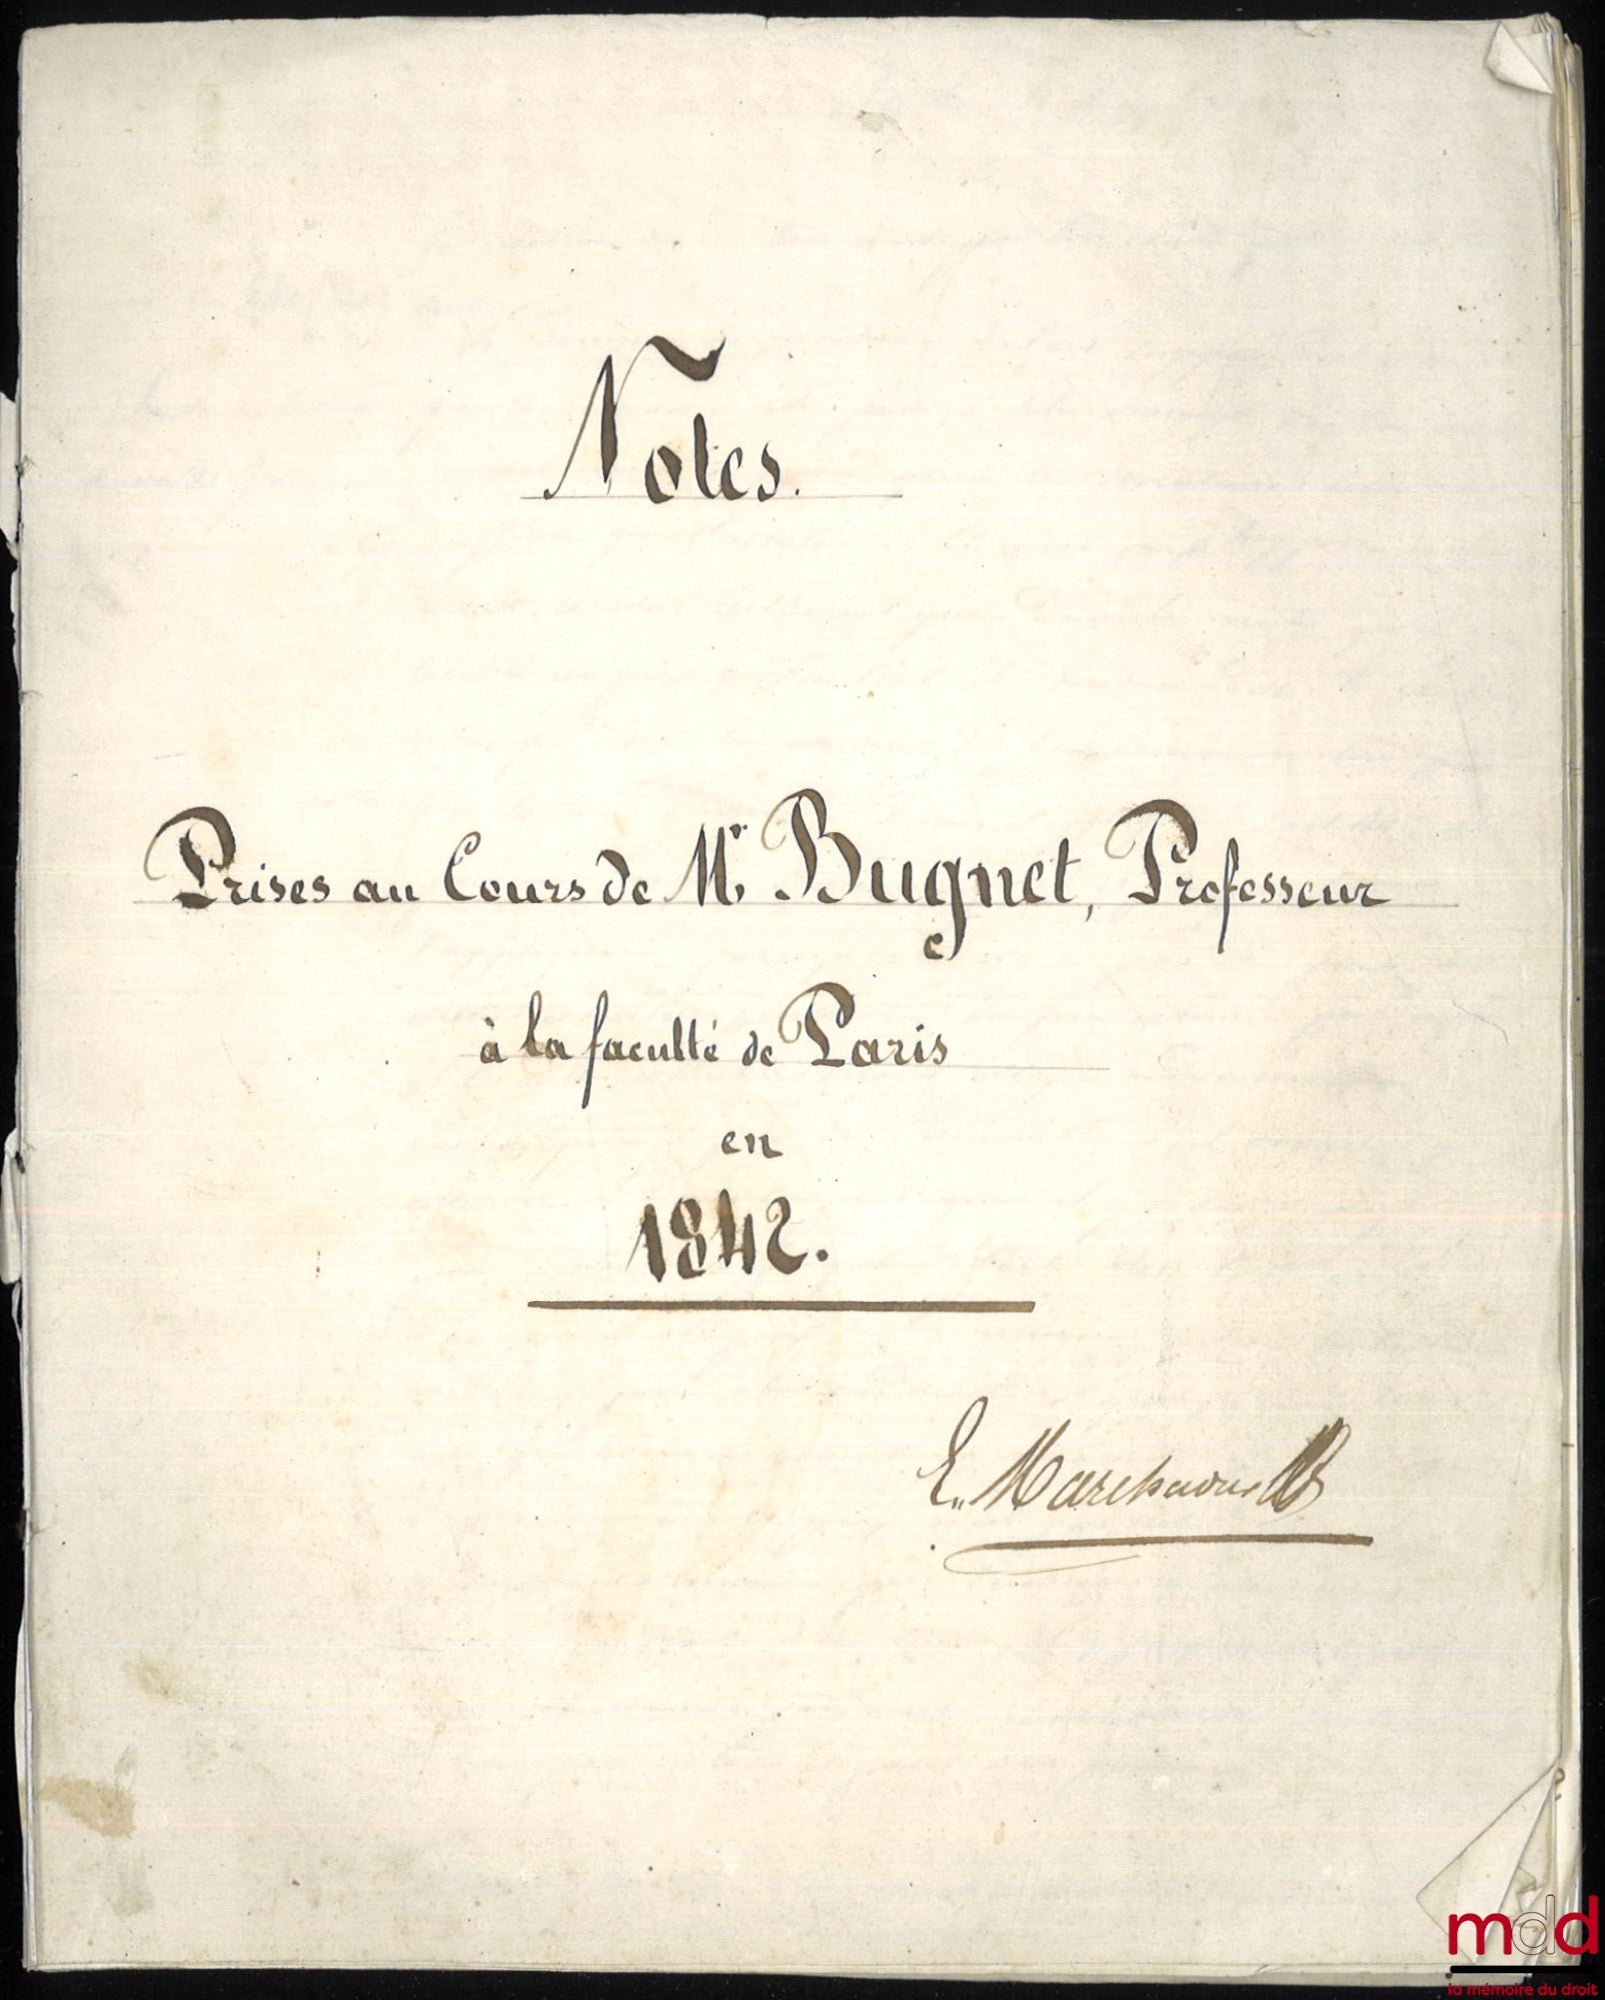 Notes.
Prises au Cours de Mr. Bugnet, Professeur
à la faculté de Paris
en
1842.
E.
mdd
la mémoire du droit